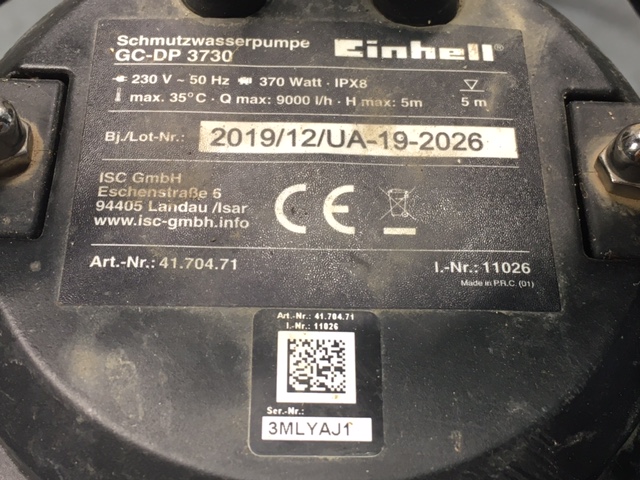 Schmutzwasserpumpe
GC-DP 3730
Einhell
230 V ~ 50 Hz 370 Watt · IPX8
max. 35°C · Q max: 9000 l/h · H max: 5m
5 m
Bj./Lot-Nr.: 2019/12/UA-19-2026
ISC GmbH
Eschenstraße 6
94405 Landau /Isar
www.isc-gmbh.info
CE
Art.-Nr.: 41.704.71
I.-Nr.: 11026
Made in P.R.C. (01)
Art.-Nr.: 41.704.71
I.-Nr.: 11026
Ser.-Nr.:
3MLYAJ1